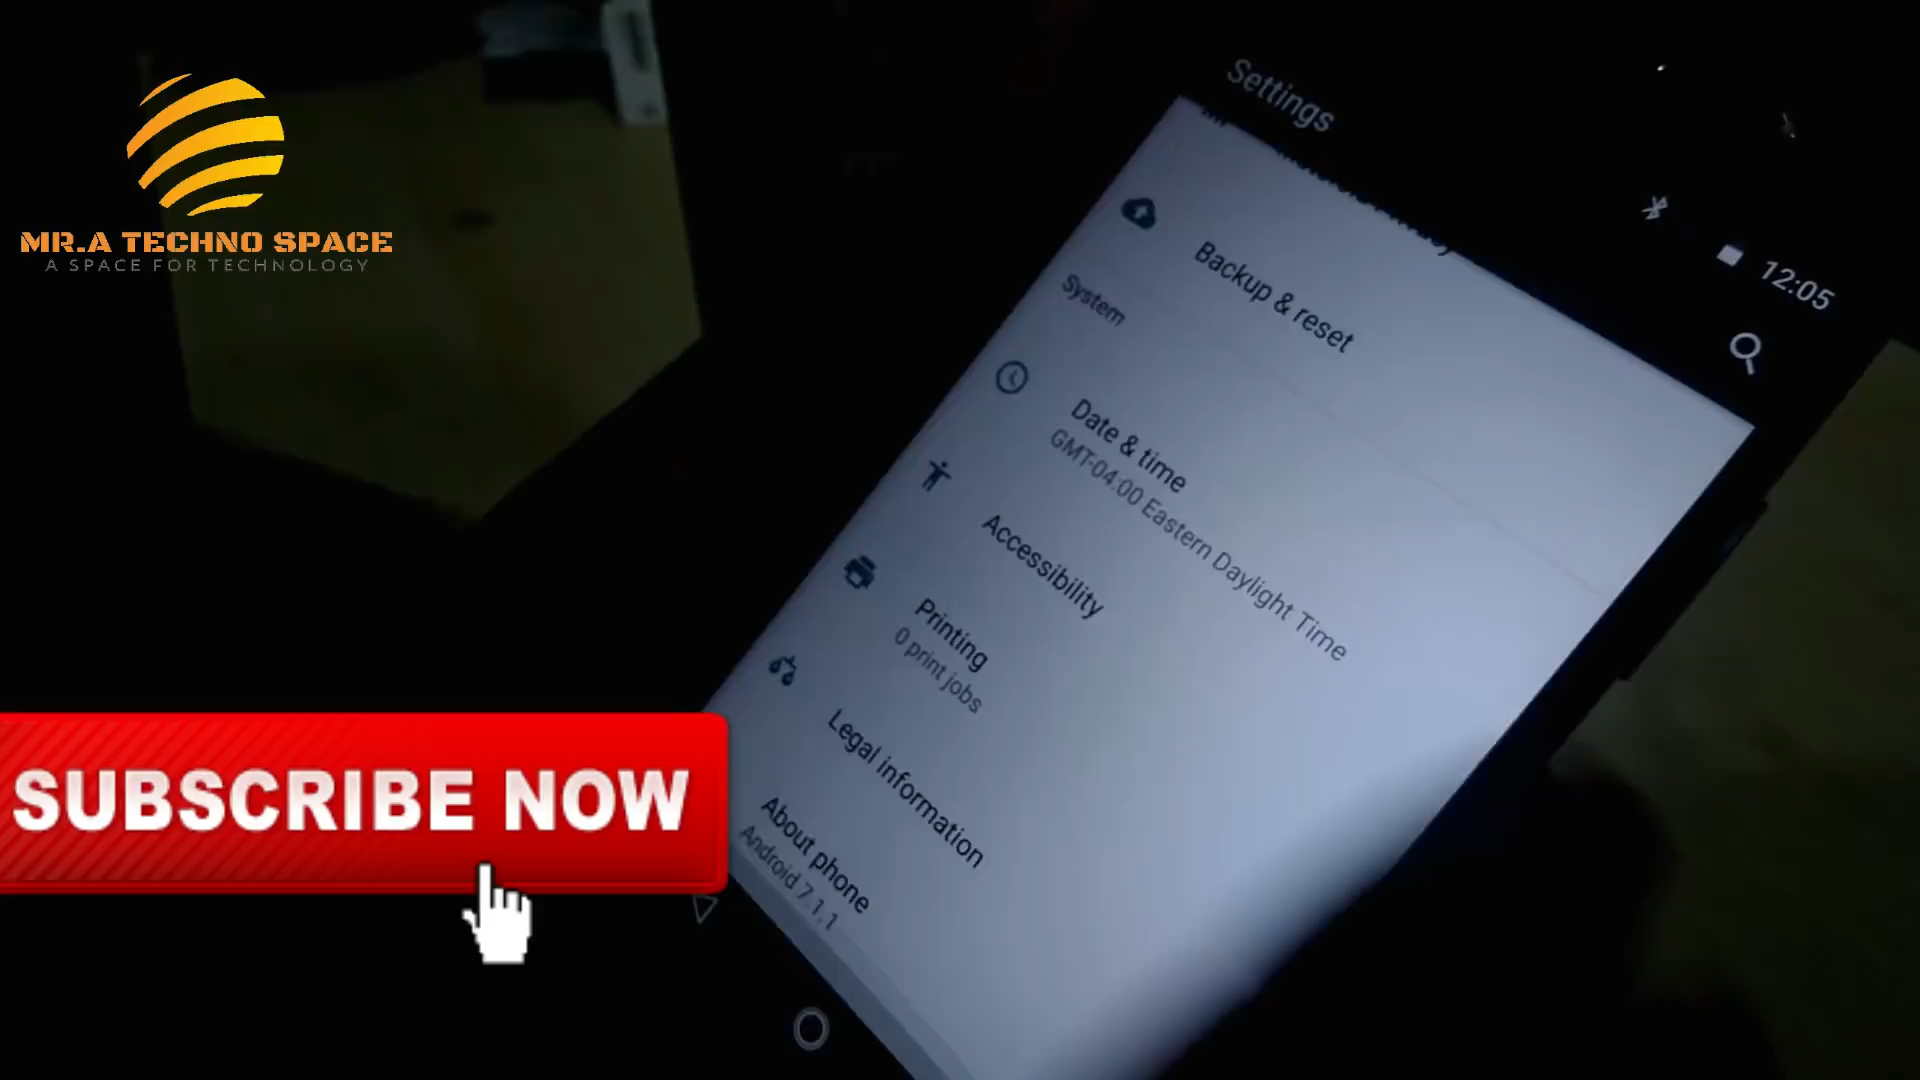 MR.A TECHNO SPACE
A SPACE FOR TECHNOLOGY
Settings
12:05
Backup & reset
System
Date & time
GMT-04:00 Eastern Daylight Time
Accessibility
Printing
0 print jobs
Legal information
About phone
Android 7.1.1
SUBSCRIBE NOW